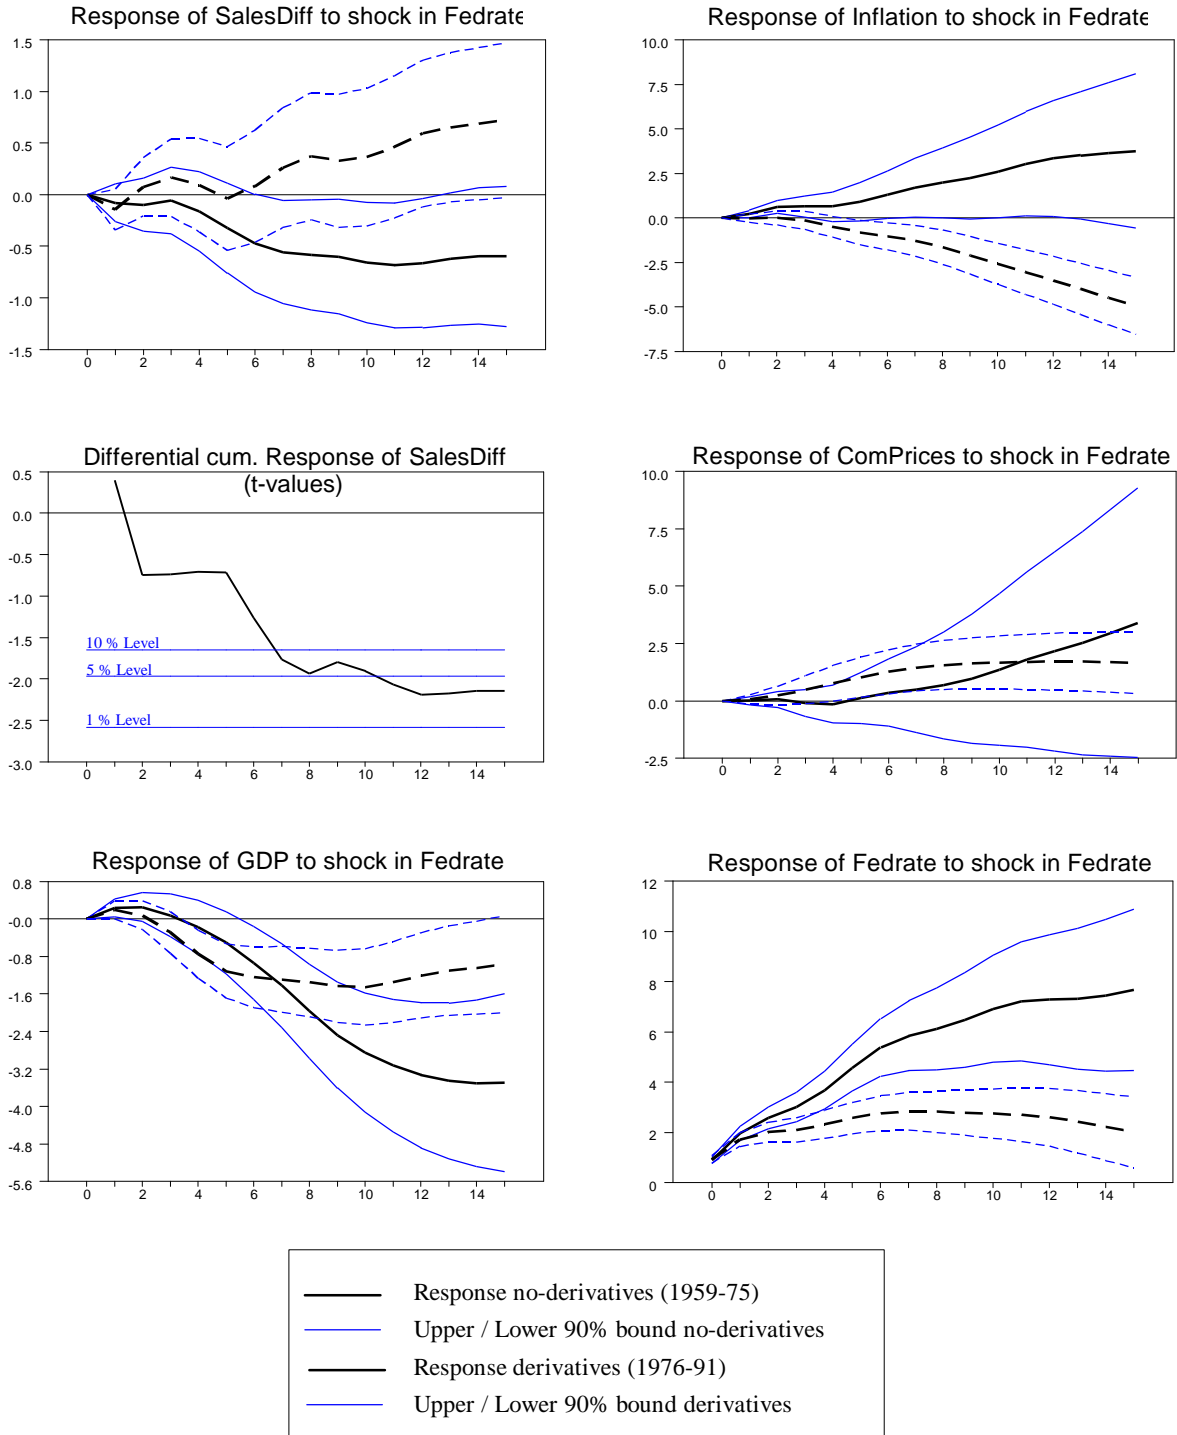 Response of SalesDiff to shock in Fedrate
1.5
1.0
0.5
0.0
-0.5
-1.0
-1.5
0 2 4 6 8 10 12 14
Response of Inflation to shock in Fedrate
10.0
7.5
5.0
2.5
0.0
-2.5
-5.0
-7.5
0 2 4 6 8 10 12 14
Differential cum. Response of SalesDiff
(t-values)
0.5
0.0
-0.5
-1.0
-1.5
-2.0
-2.5
-3.0
10 % Level
5 % Level
1 % Level
0 2 4 6 8 10 12 14
Response of ComPrices to shock in Fedrate
10.0
7.5
5.0
2.5
0.0
-2.5
0 2 4 6 8 10 12 14
Response of GDP to shock in Fedrate
0.8
-0.0
-0.8
-1.6
-2.4
-3.2
-4.0
-4.8
-5.6
0 2 4 6 8 10 12 14
Response of Fedrate to shock in Fedrate
12
10
8
6
4
2
0
0 2 4 6 8 10 12 14
Response no-derivatives (1959-75)
Upper / Lower 90% bound no-derivatives
Response derivatives (1976-91)
Upper / Lower 90% bound derivatives